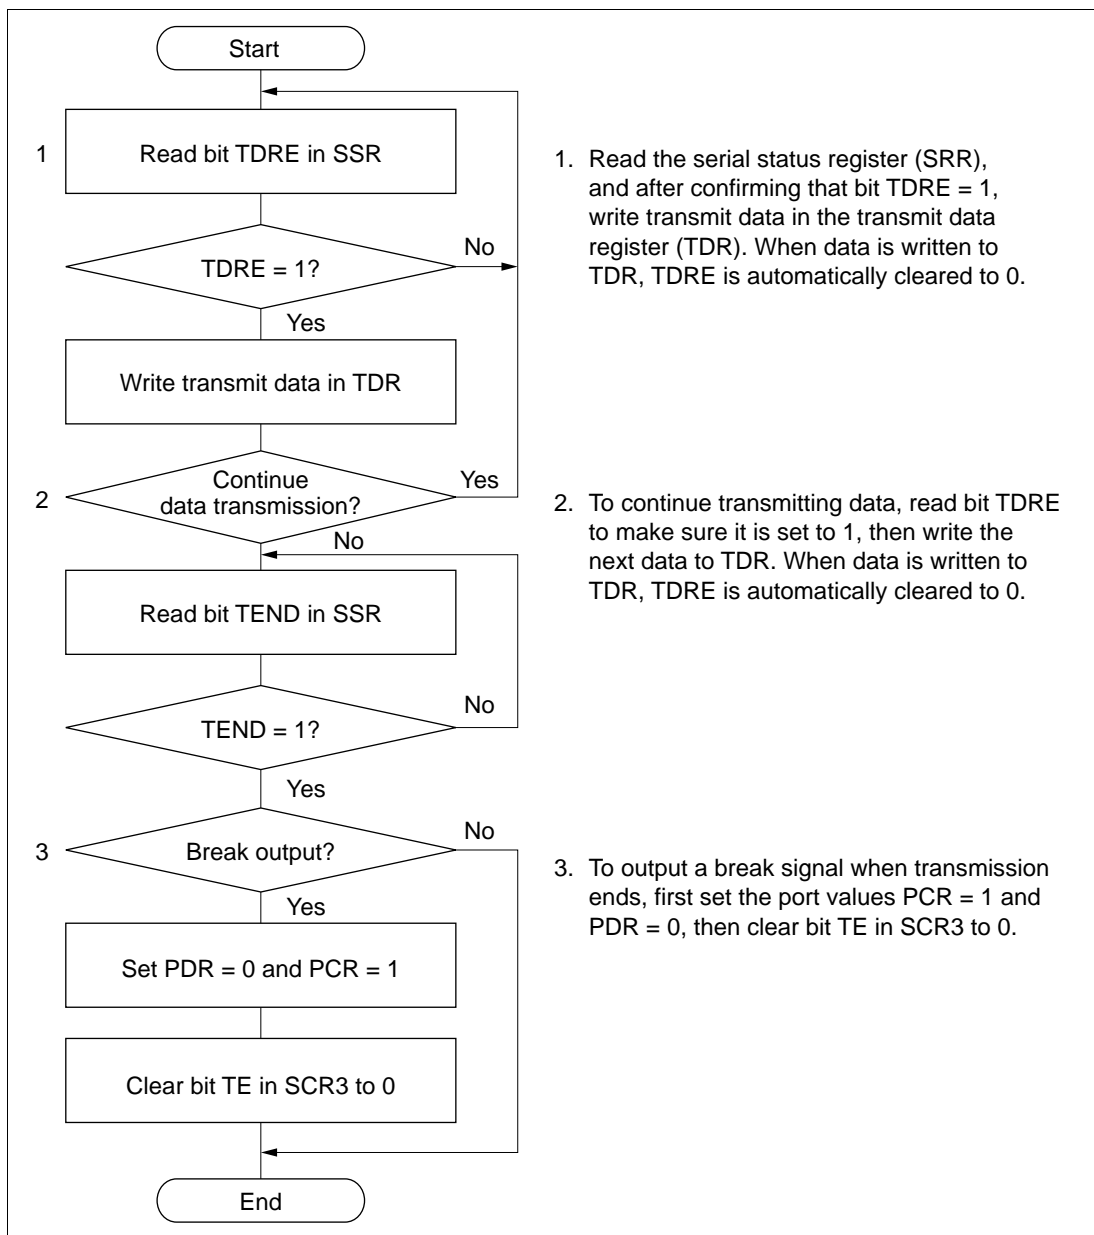 Start
1
Read bit TDRE in SSR
TDRE = 1?
No
Yes
Write transmit data in TDR
2
Continue
data transmission?
Yes
No
Read bit TEND in SSR
TEND = 1?
No
Yes
3
Break output?
No
Yes
Set PDR = 0 and PCR = 1
Clear bit TE in SCR3 to 0
End
1. Read the serial status register (SRR),
and after confirming that bit TDRE = 1,
write transmit data in the transmit data
register (TDR). When data is written to
TDR, TDRE is automatically cleared to 0.
2. To continue transmitting data, read bit TDRE
to make sure it is set to 1, then write the
next data to TDR. When data is written to
TDR, TDRE is automatically cleared to 0.
3. To output a break signal when transmission
ends, first set the port values PCR = 1 and
PDR = 0, then clear bit TE in SCR3 to 0.